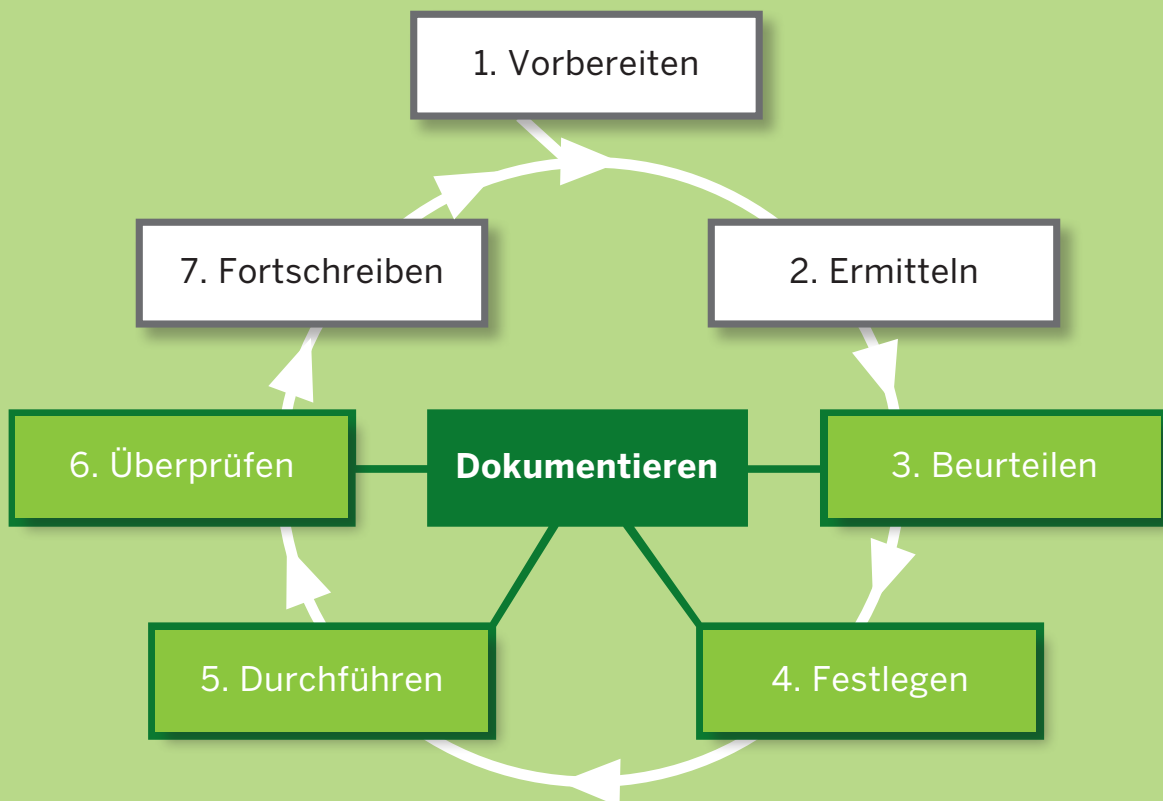 1. Vorbereiten
7. Fortschreiben
2. Ermitteln
6. Überprüfen
Dokumentieren
3. Beurteilen
5. Durchführen
4. Festlegen